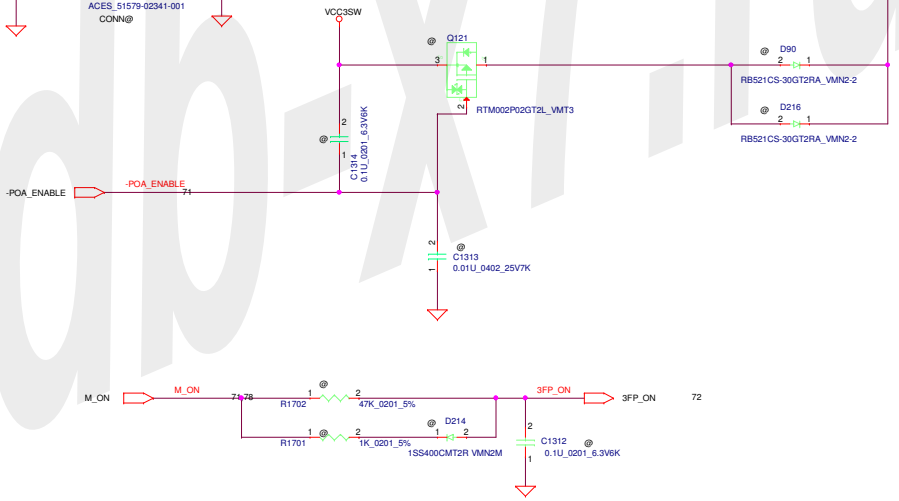 ACES_51579-02341-001
CONN@
VCC3SW
@
Q121
3
1
2
RTM002P02GT2L_VMT3
@
D90
2
1
RB521CS-30GT2RA_VMN2-2
@
D216
2
1
RB521CS-30GT2RA_VMN2-2
2
@
1
C1314
0.1U_0201_6.3V6K
-POA_ENABLE
-POA_ENABLE
71
2
@
C1313
1
0.01U_0402_25V7K
M_ON
M_ON
71,78
@
1
2
R1702
47K_0201_5%
3FP_ON
3FP_ON
72
1
@
2
R1701
1K_0201_5%
@
D214
1
2
1SS400CMT2R VMN2M
2
C1312
@
1
0.1U_0201_6.3V6K